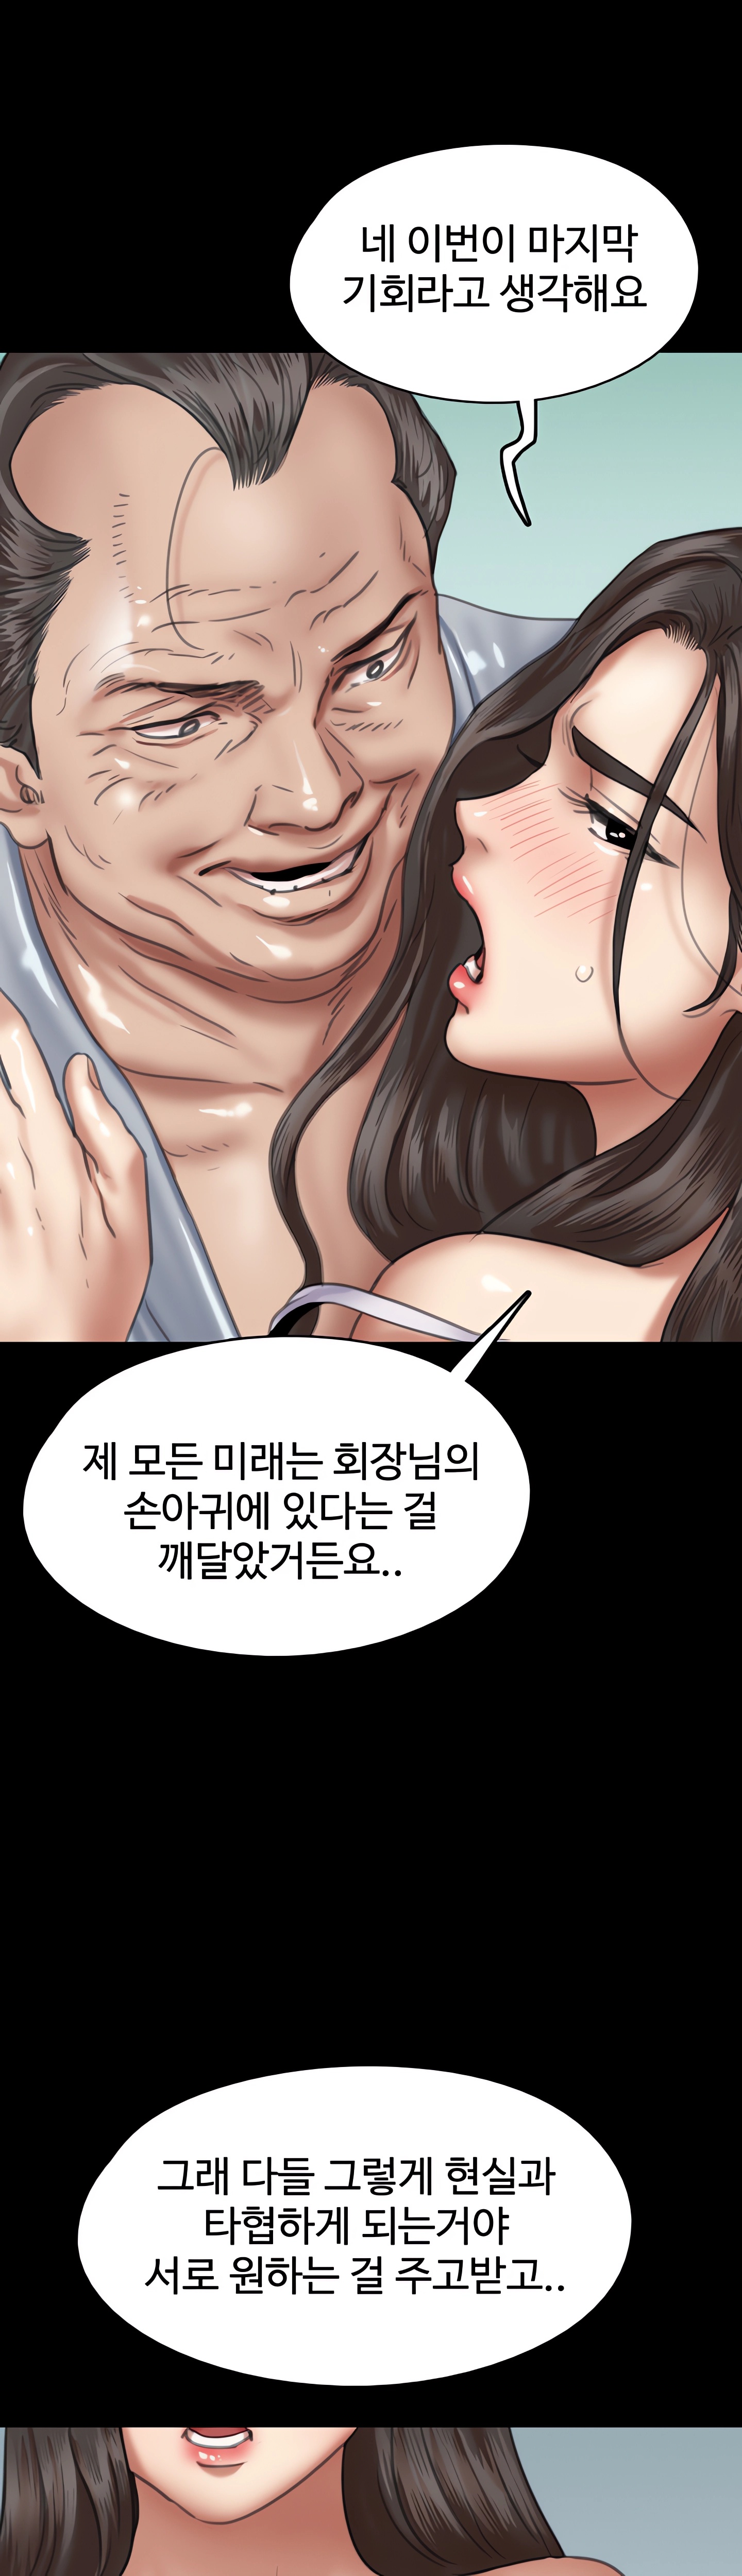 네 이번이 마지막
기회라고 생각해요
제 모든 미래는 회장님의
손아귀에 있다는 걸
깨달았거든요..
그래 다들 그렇게 현실과
타협하게 되는거야
서로 원하는 걸 주고받고..